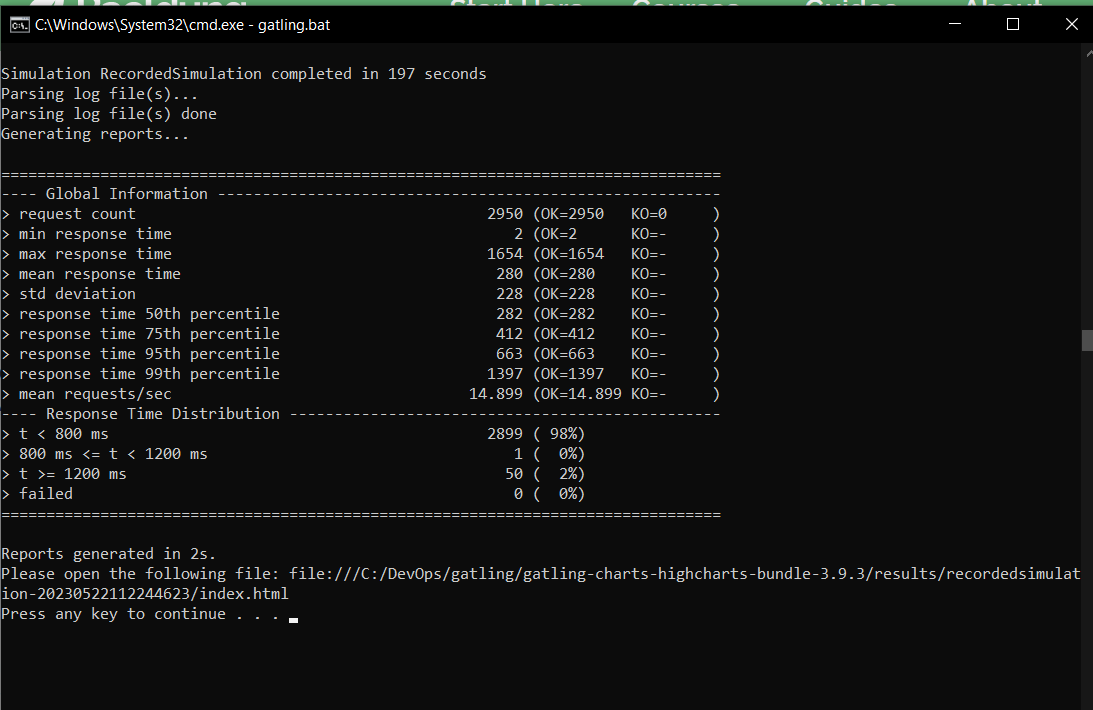 C:\Windows\System32\cmd.exe - gatling.bat
Simulation RecordedSimulation completed in 197 seconds
Parsing log file(s)...
Parsing log file(s) done
Generating reports...
================================================================================
---- Global Information --------------------------------------------------------
> request count                                       2950 (OK=2950   KO=0     )
> min response time                                      2 (OK=2      KO=-     )
> max response time                                   1654 (OK=1654   KO=-     )
> mean response time                                   280 (OK=280    KO=-     )
> std deviation                                        228 (OK=228    KO=-     )
> response time 50th percentile                        282 (OK=282    KO=-     )
> response time 75th percentile                        412 (OK=412    KO=-     )
> response time 95th percentile                        663 (OK=663    KO=-     )
> response time 99th percentile                       1397 (OK=1397   KO=-     )
> mean requests/sec                                 14.899 (OK=14.899 KO=-     )
---- Response Time Distribution ------------------------------------------------
> t < 800 ms                                          2899 ( 98%)
> 800 ms <= t < 1200 ms                                  1 (  0%)
> t >= 1200 ms                                          50 (  2%)
> failed                                                 0 (  0%)
================================================================================
Reports generated in 2s.
Please open the following file: file:///C:/DevOps/gatling/gatling-charts-highcharts-bundle-3.9.3/results/recordedsimulat
ion-20230522112244623/index.html
Press any key to continue . . .